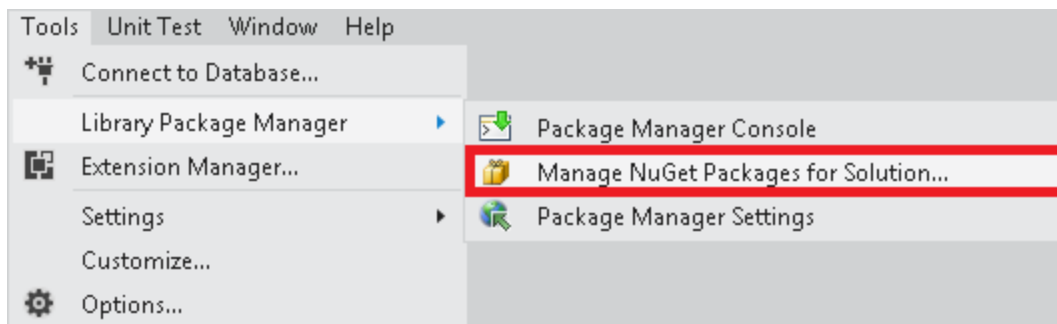 Tools Unit Test Window Help
Connect to Database...
Library Package Manager
Package Manager Console
Extension Manager...
Manage NuGet Packages for Solution...
Settings
Package Manager Settings
Customize...
Options...